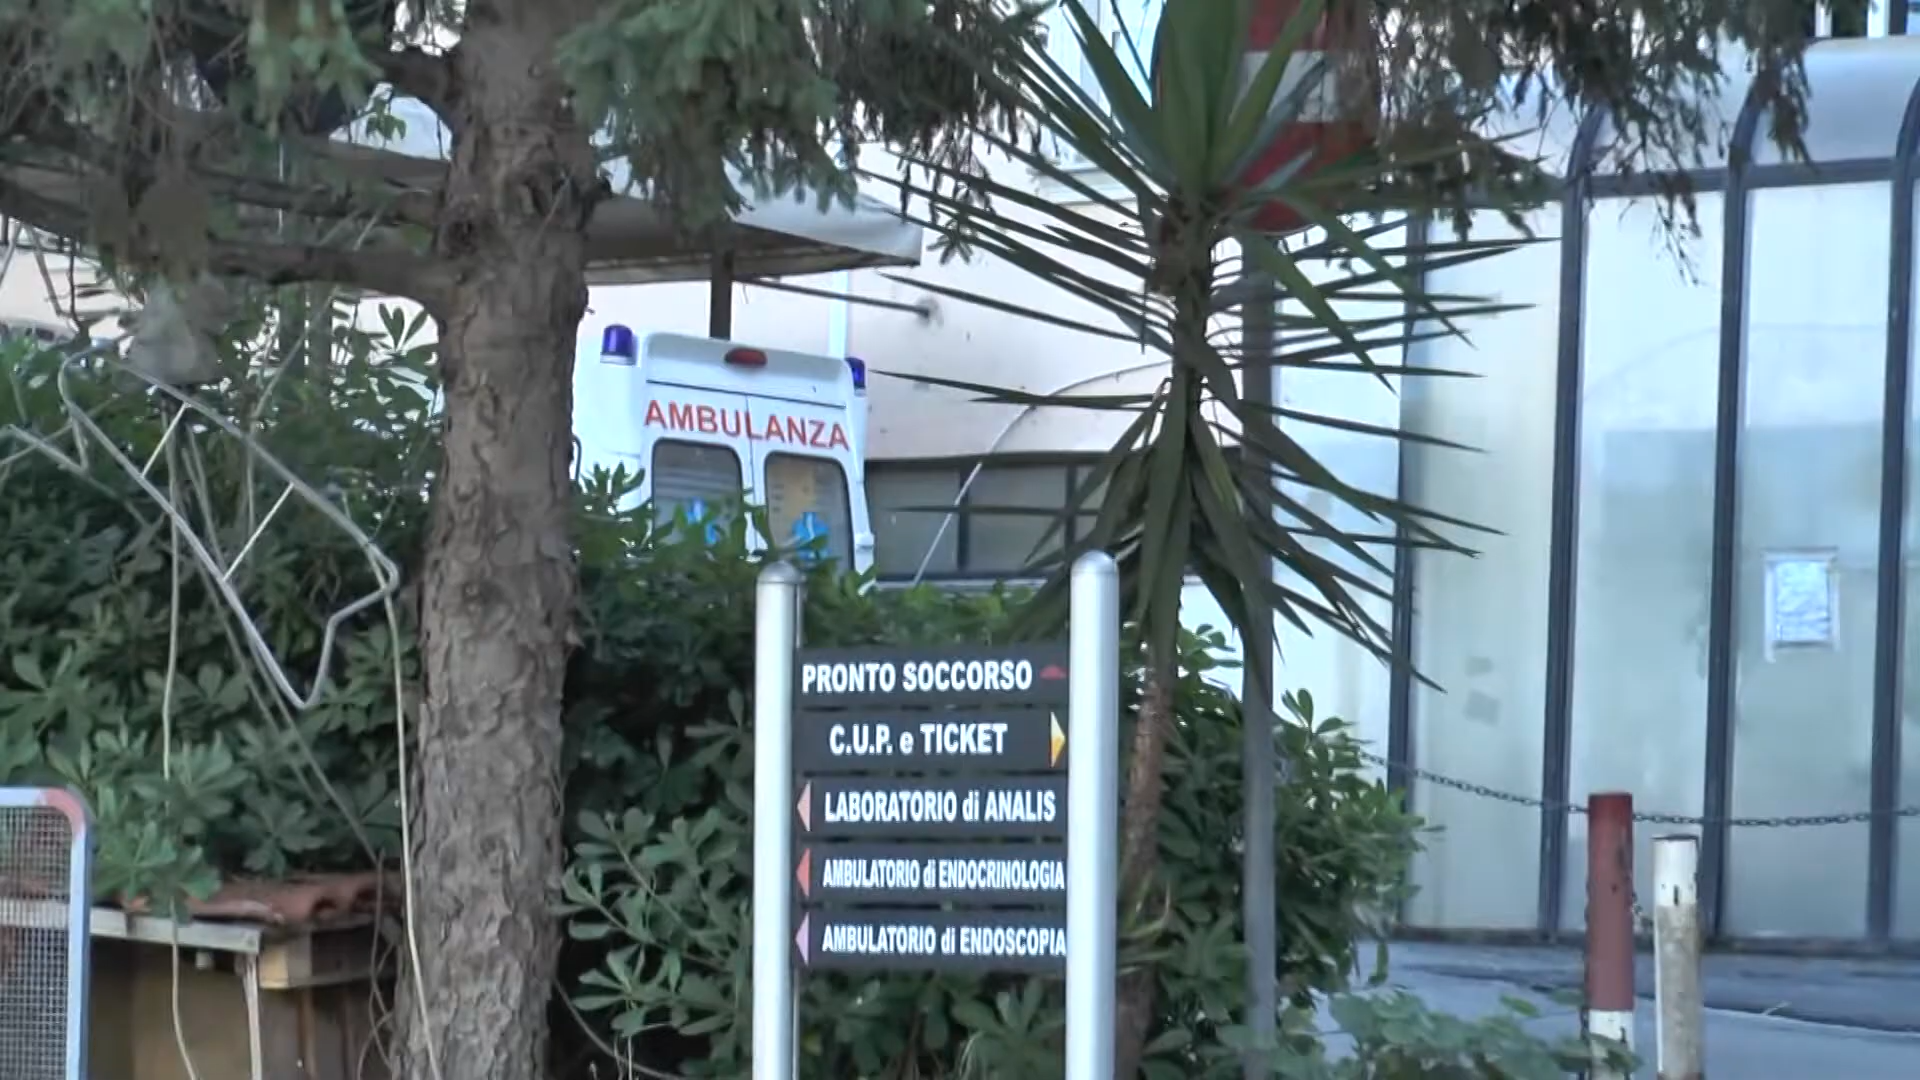 AMBULANZA
PRONTO SOCCORSO
C.U.P. e TICKET
LABORATORIO di ANALIS
AMBULATORIO di ENDOCRINOLOGIA
AMBULATORIO di ENDOSCOPIA